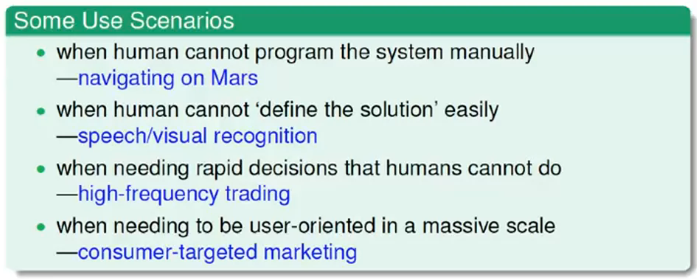 Some Use Scenarios
• when human cannot program the system manually
—navigating on Mars
• when human cannot ‘define the solution’ easily
—speech/visual recognition
• when needing rapid decisions that humans cannot do
—high-frequency trading
• when needing to be user-oriented in a massive scale
—consumer-targeted marketing